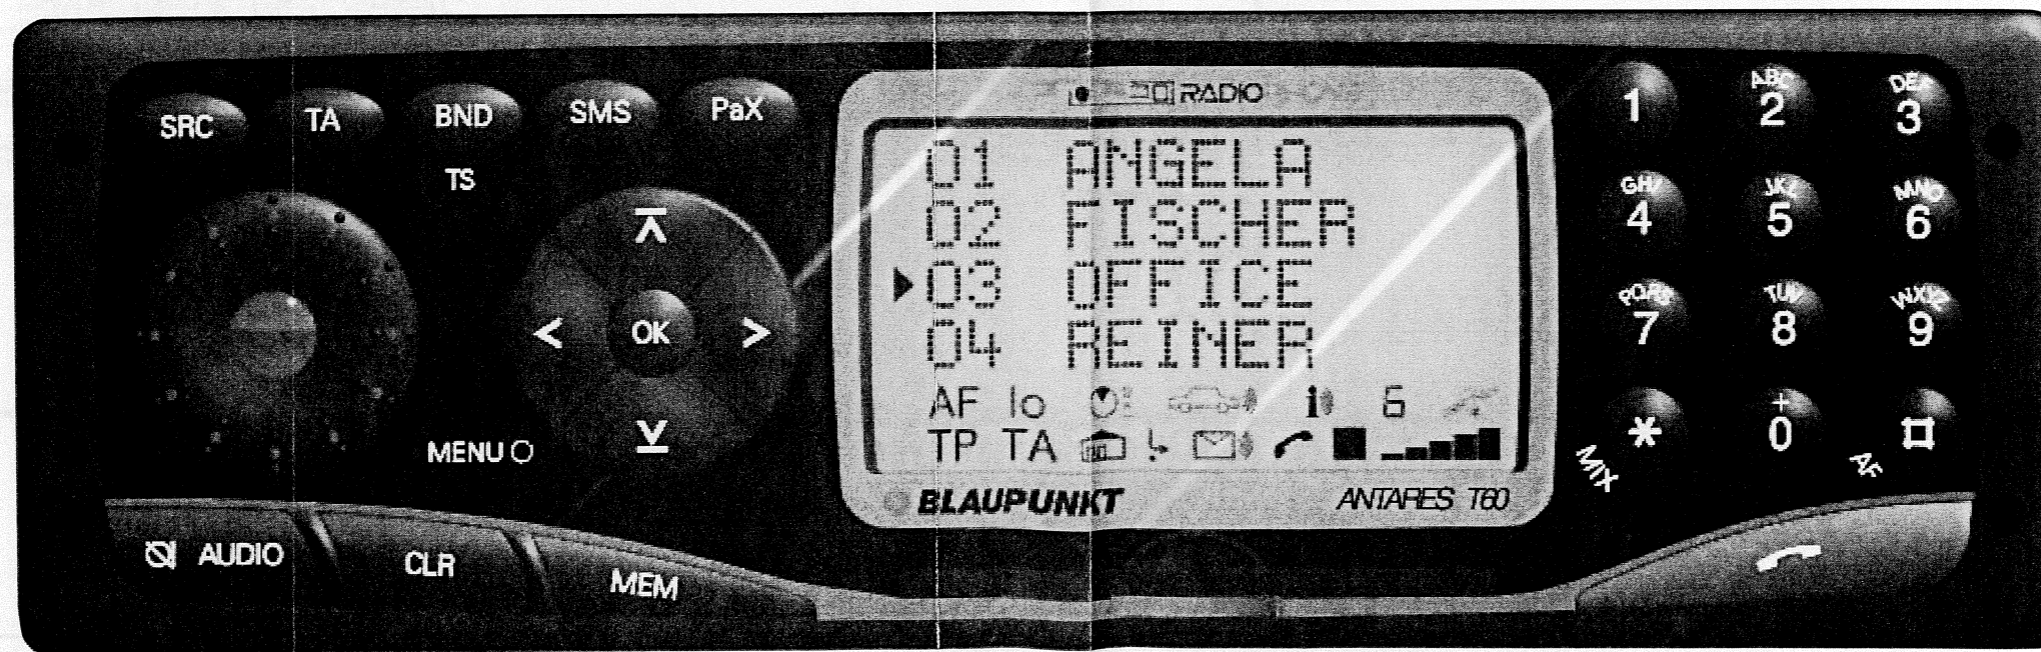 SRC TA BND SMS PaX
TS
MENU
< OK >
AUDIO CLR MEM
RADIO
01 ANGELA
02 FISCHER
03 OFFICE
04 REINER
AF lo i 6
TP TA
BLAUPUNKT ANTARES T60
1 ABC 2 DEF 3
GHI 4 JKL 5 MNO 6
PQRS 7 TUV 8 WXYZ 9
* + 0 #
MIX AF